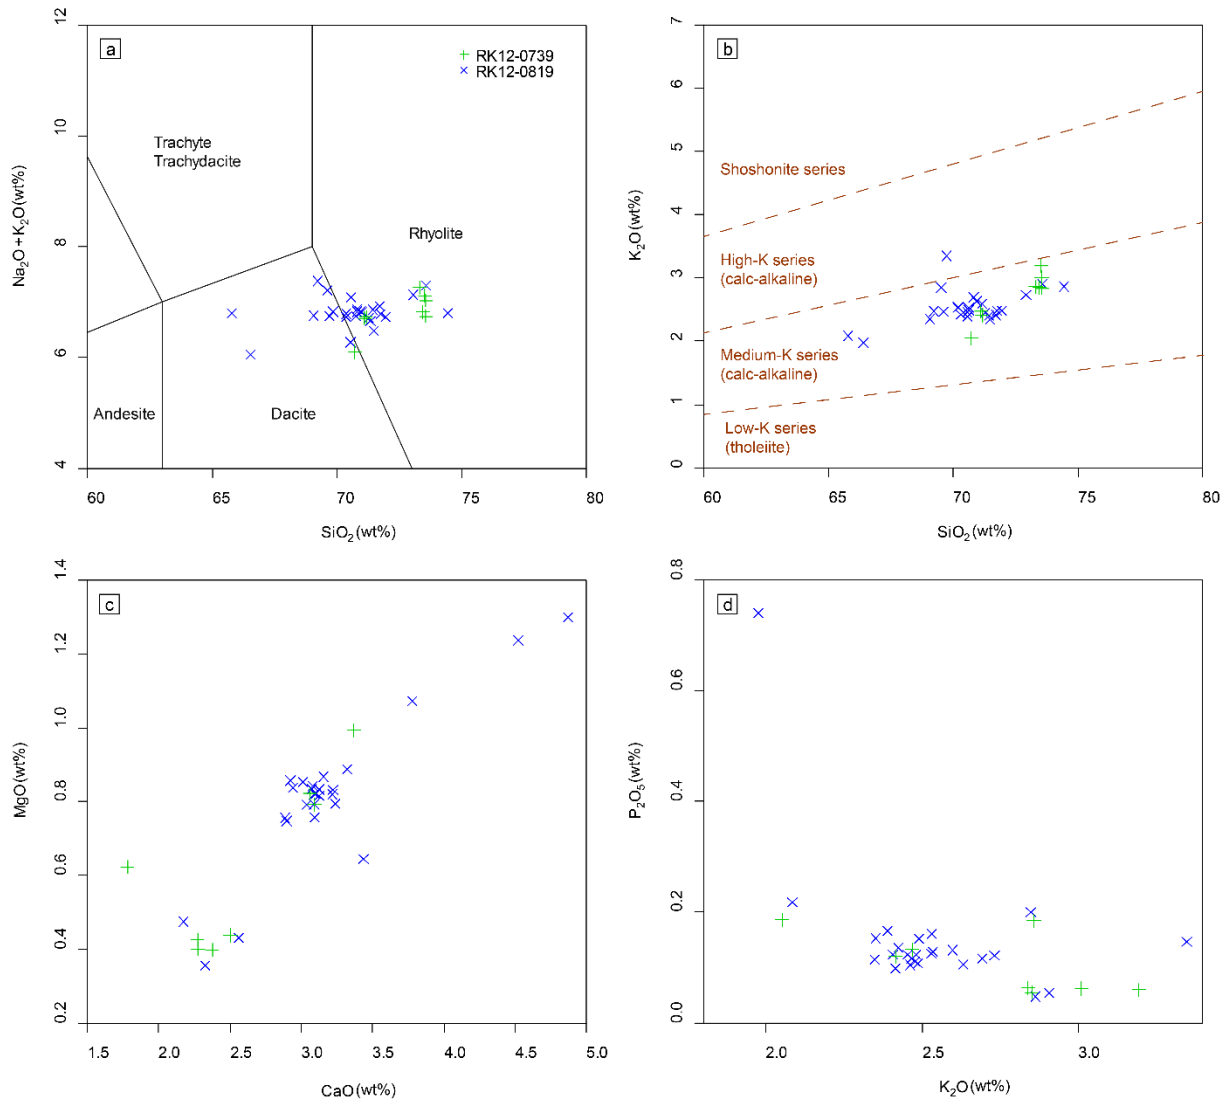 a
RK12-0739
RK12-0819
Trachyte
Trachydacite
Rhyolite
Andesite
Dacite
4
6
8
10
12
Na₂O+K₂O(wt%)
60
65
70
75
80
SiO₂(wt%)
b
Shoshonite series
High-K series
(calc-alkaline)
Medium-K series
(calc-alkaline)
Low-K series
(tholeiite)
0
1
2
3
4
5
6
7
K₂O(wt%)
60
65
70
75
80
SiO₂(wt%)
c
0.2
0.4
0.6
0.8
1.0
1.2
1.4
MgO(wt%)
1.5
2.0
2.5
3.0
3.5
4.0
4.5
5.0
CaO(wt%)
d
0.0
0.2
0.4
0.6
0.8
P₂O₅(wt%)
2.0
2.5
3.0
K₂O(wt%)